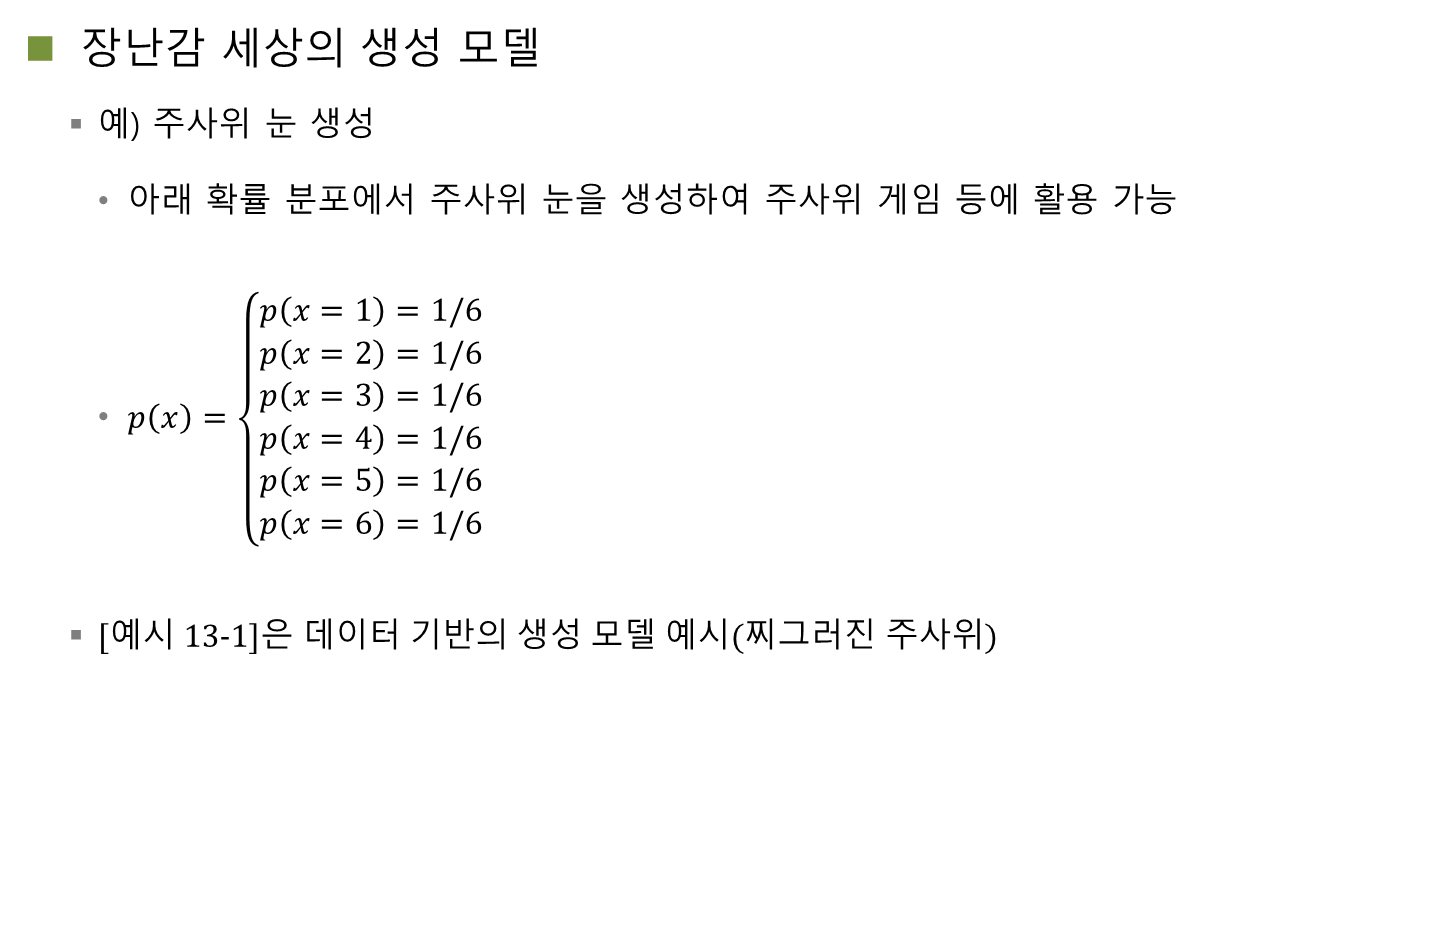 장난감 세상의 생성 모델
예) 주사위 눈 생성
아래 확률 분포에서 주사위 눈을 생성하여 주사위 게임 등에 활용 가능
p(x = 1) = 1/6
p(x = 2) = 1/6
p(x = 3) = 1/6
p(x) =
p(x = 4) = 1/6
p(x = 5) = 1/6
p(x = 6) = 1/6
[예시 13-1]은 데이터 기반의 생성 모델 예시(찌그러진 주사위)